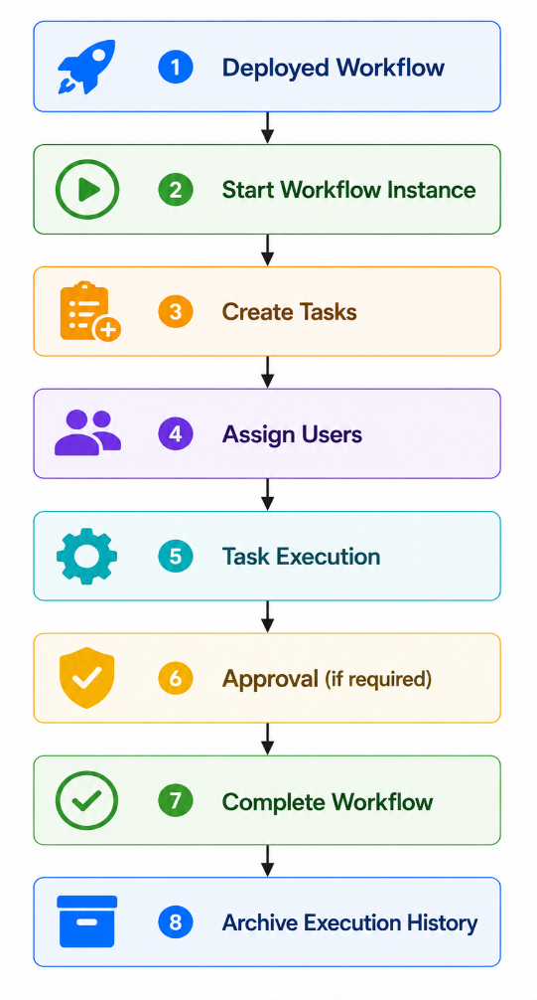 1 Deployed Workflow
2 Start Workflow Instance
3 Create Tasks
4 Assign Users
5 Task Execution
6 Approval (if required)
7 Complete Workflow
8 Archive Execution History